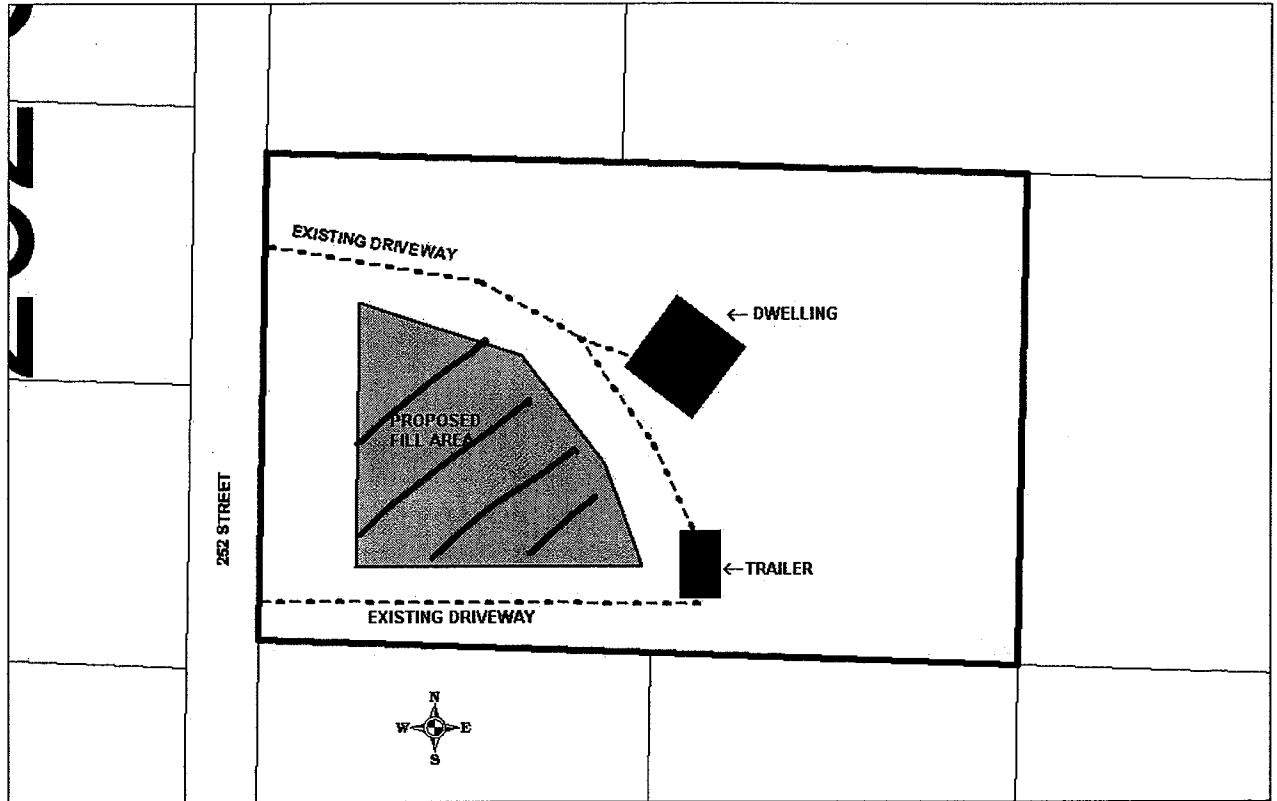 EXISTING DRIVEWAY
← DWELLING
PROPOSED
FILL AREA
252 STREET
← TRAILER
EXISTING DRIVEWAY
N
W E
S